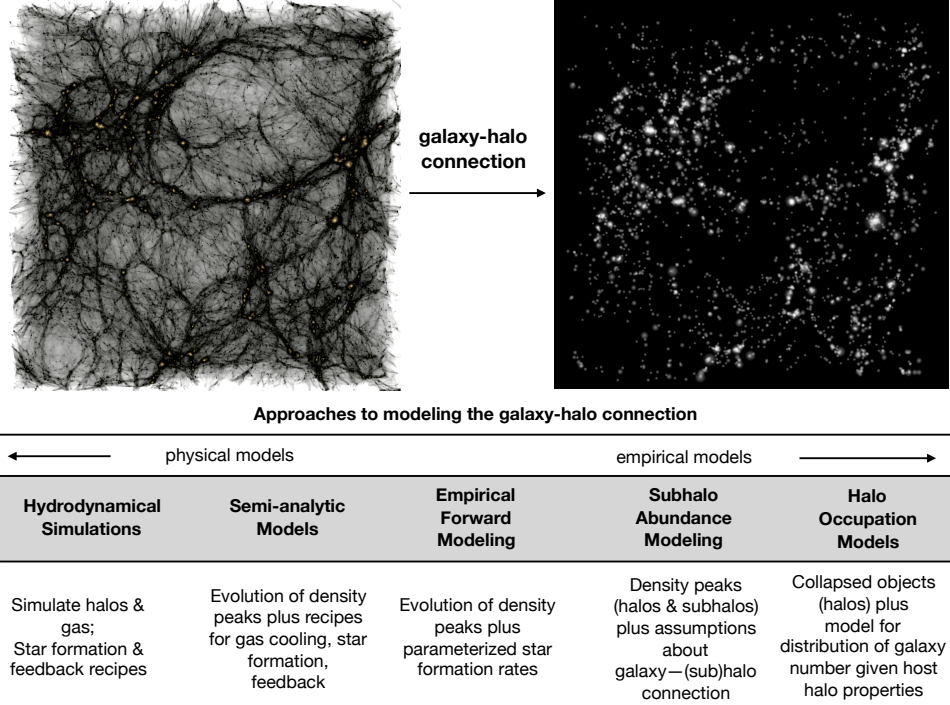 galaxy-halo
connection
Approaches to modeling the galaxy-halo connection
physical models
empirical models
Hydrodynamical
Simulations
Semi-analytic
Models
Empirical
Forward
Modeling
Subhalo
Abundance
Modeling
Halo
Occupation
Models
Simulate halos &
gas;
Star formation &
feedback recipes
Evolution of density
peaks plus recipes
for gas cooling, star
formation,
feedback
Evolution of density
peaks plus
parameterized star
formation rates
Density peaks
(halos & subhalos)
plus assumptions
about
galaxy—(sub)halo
connection
Collapsed objects
(halos) plus
model for
distribution of galaxy
number given host
halo properties